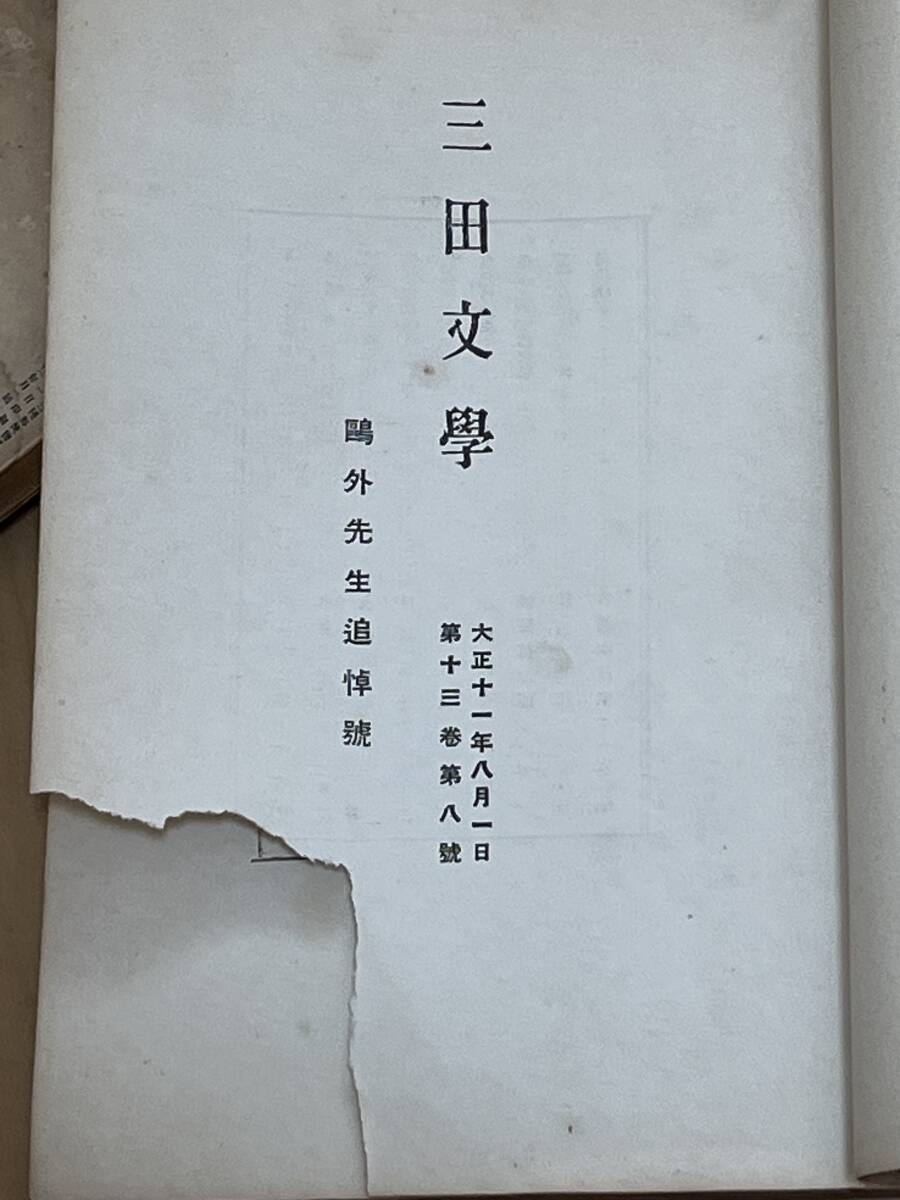 三田文學
大正十一年八月一日
第十三卷第八號
鷗外先生追悼號